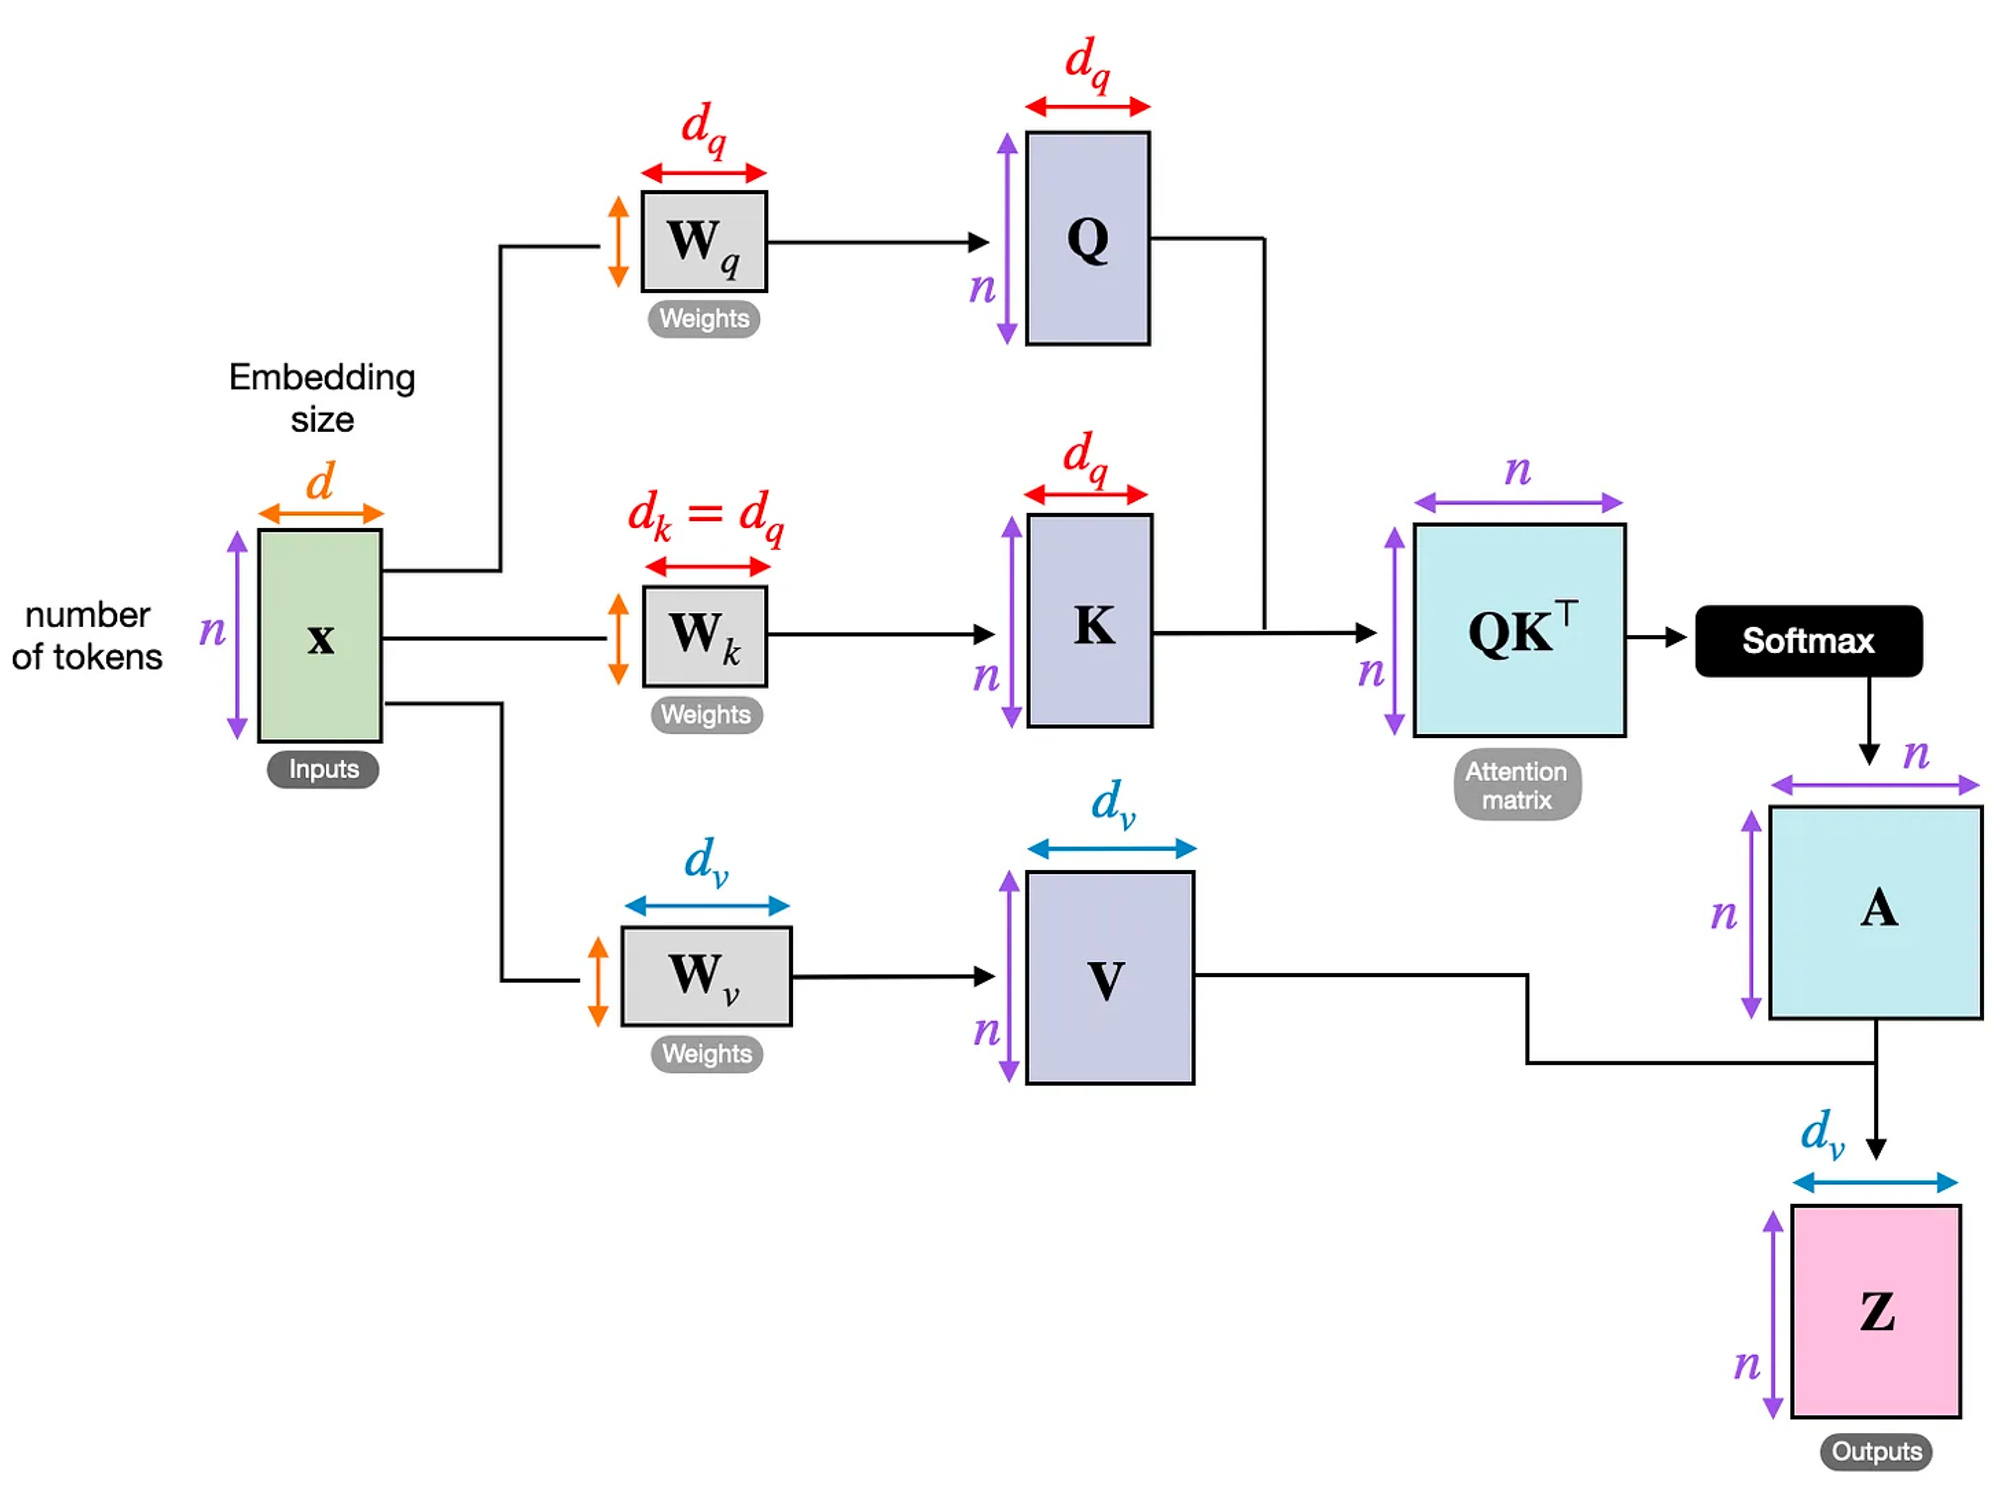 d_q
d_q
W_q
Weights
Q
n
Embedding
size
d
number
of tokens
n
x
Inputs
d_k = d_q
W_k
Weights
d_q
K
n
n
n
QK^⊤
Attention
matrix
Softmax
d_v
W_v
Weights
d_v
V
n
n
n
A
d_v
n
Z
Outputs